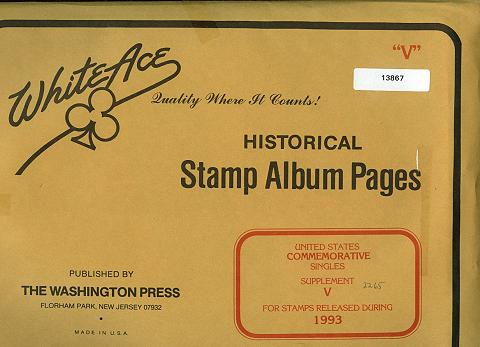 "V"
White Ace
13867
Quality Where It Counts!
HISTORICAL
Stamp Album Pages
UNITED STATES
COMMEMORATIVE
SINGLES
SUPPLEMENT
V
2265
FOR STAMPS RELEASED DURING
1993
PUBLISHED BY
THE WASHINGTON PRESS
FLORHAM PARK, NEW JERSEY 07932
MADE IN U.S.A.